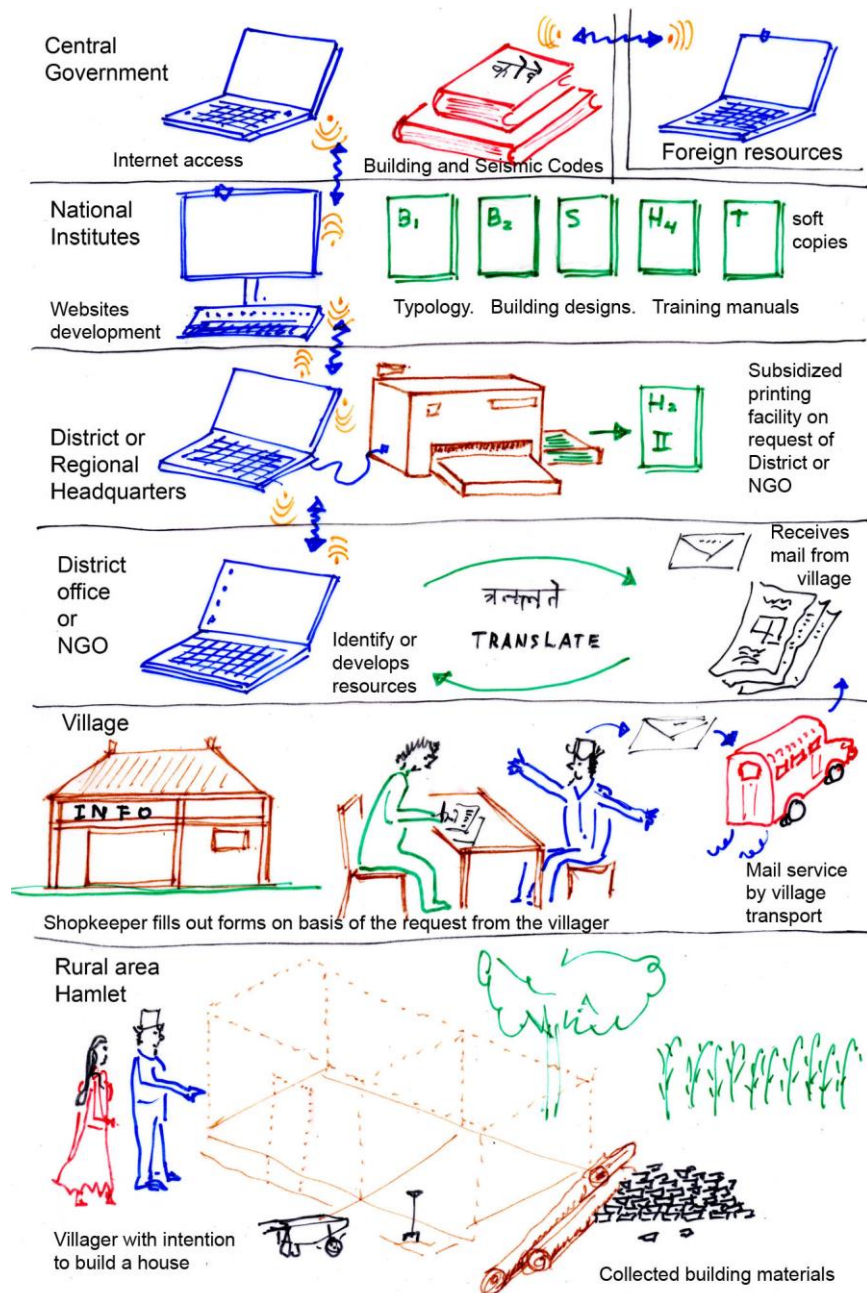 Central
Government
Internet access
कोड
Building and Seismic Codes
Foreign resources
National
Institutes
B1
B2
S
H4
T
soft
copies
Websites
development
Typology. Building designs. Training manuals
District or
Regional
Headquarters
H2
II
Subsidized
printing
facility on
request of
District or
NGO
District
office
or
NGO
Identify or
develops
resources
TRANSLATE
Receives
mail from
village
Village
INFO
Mail service
by village
transport
Shopkeeper fills out forms on basis of the request from the villager
Rural area
Hamlet
Villager with intention
to build a house
Collected building materials